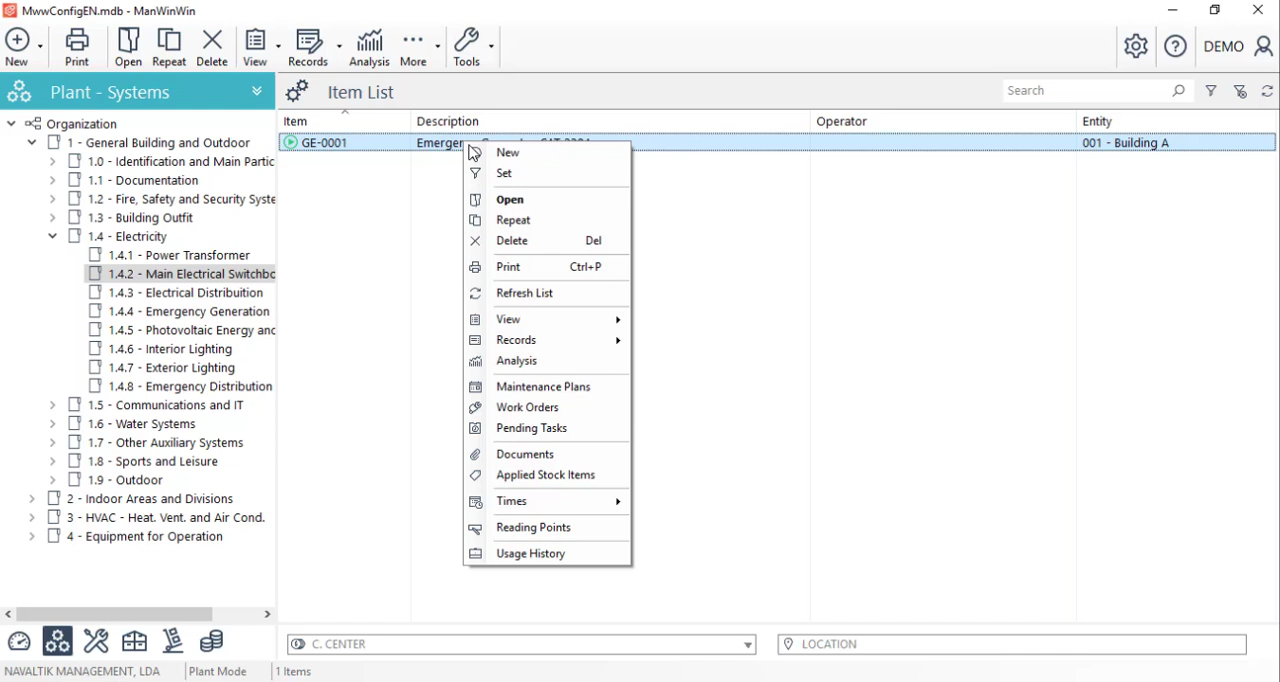 MwwConfigEN.mdb - ManWinWin
New Print Open Repeat Delete View Records Analysis More Tools DEMO
Plant - Systems
Item List
Search
Organization
1 - General Building and Outdoor
1.0 - Identification and Main Partic
1.1 - Documentation
1.2 - Fire, Safety and Security Syste
1.3 - Building Outfit
1.4 - Electricity
1.4.1 - Power Transformer
1.4.2 - Main Electrical Switchbo
1.4.3 - Electrical Distribuition
1.4.4 - Emergency Generation
1.4.5 - Photovoltaic Energy and
1.4.6 - Interior Lighting
1.4.7 - Exterior Lighting
1.4.8 - Emergency Distribution
1.5 - Communications and IT
1.6 - Water Systems
1.7 - Other Auxiliary Systems
1.8 - Sports and Leisure
1.9 - Outdoor
2 - Indoor Areas and Divisions
3 - HVAC - Heat. Vent. and Air Cond.
4 - Equipment for Operation
Item Description Operator Entity
GE-0001 001 - Building A
New
Set
Open
Repeat
Delete Del
Print Ctrl+P
Refresh List
View
Records
Analysis
Maintenance Plans
Work Orders
Pending Tasks
Documents
Applied Stock Items
Times
Reading Points
Usage History
C. CENTER LOCATION
NAVALTIK MANAGEMENT, LDA Plant Mode 1 Items